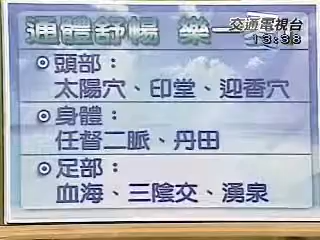 通體舒暢 樂一
交通電視台
13:38
◎頭部：
太陽穴、印堂、迎香穴
◎身體：
任督二脈、丹田
◎足部：
血海、三陰交、湧泉